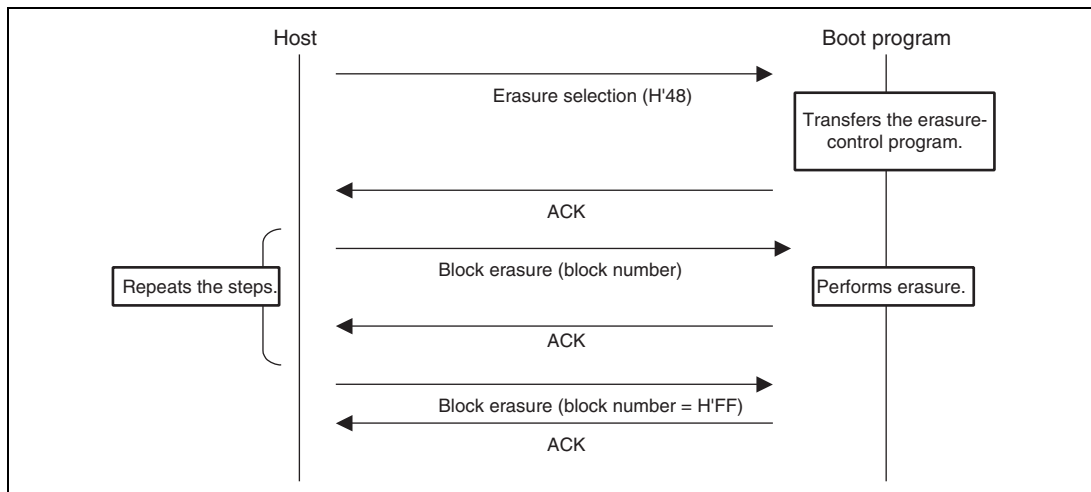 Host
Boot program
Erasure selection (H'48)
Transfers the erasure-
control program.
ACK
Block erasure (block number)
Repeats the steps.
Performs erasure.
ACK
Block erasure (block number = H'FF)
ACK